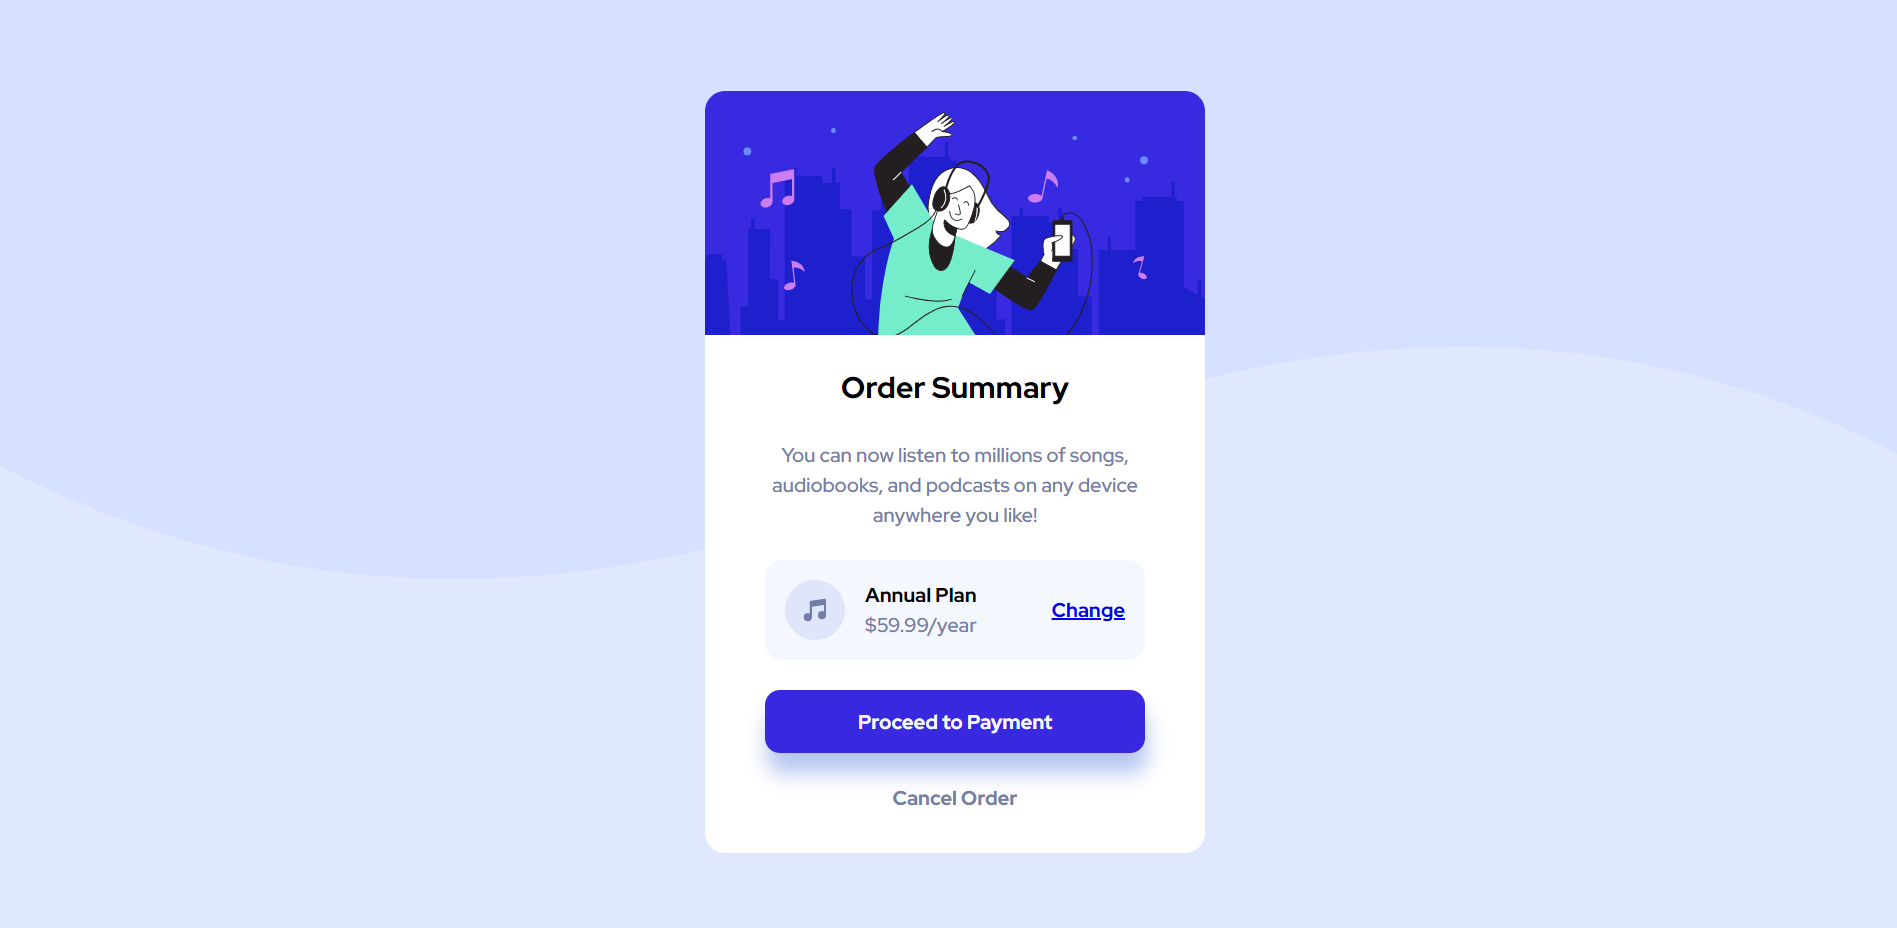 Order Summary
You can now listen to millions of songs,
audiobooks, and podcasts on any device
anywhere you like!
Annual Plan
$59.99/year
Change
Proceed to Payment
Cancel Order